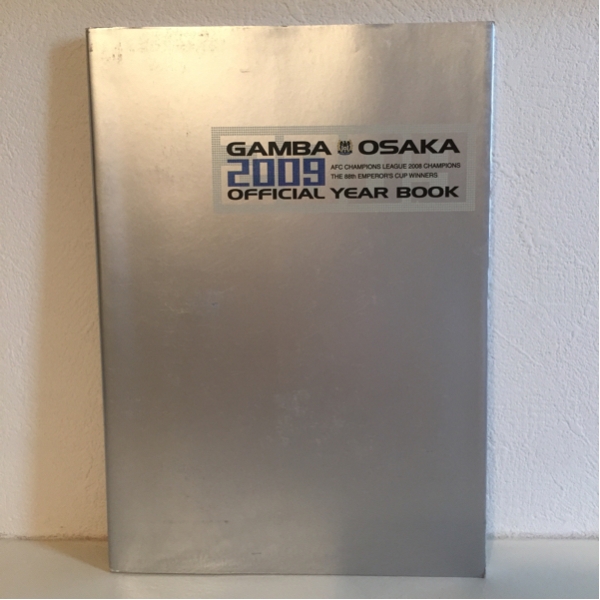 GAMBA OSAKA
2009
AFC CHAMPIONS LEAGUE 2008 CHAMPIONS
THE 88th EMPEROR'S CUP WINNERS
OFFICIAL YEAR BOOK